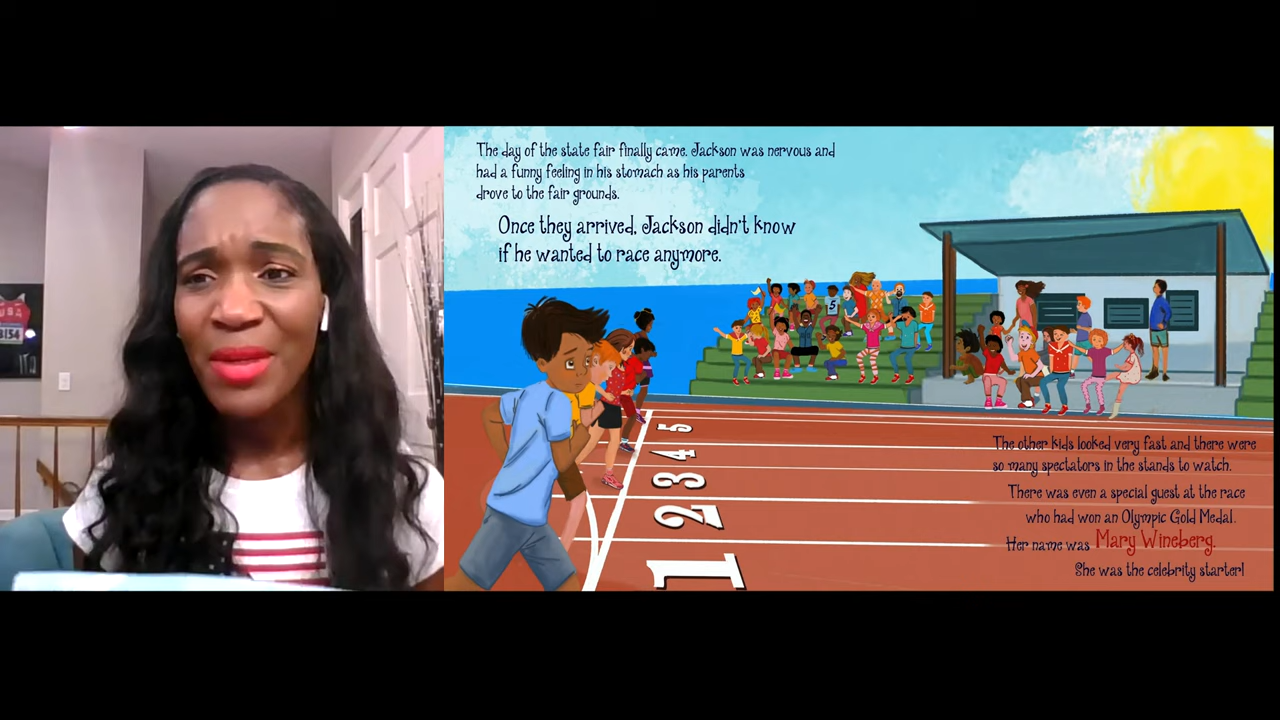 The day of the state fair finally came. Jackson was nervous and
had a funny feeling in his stomach as his parents
drove to the fair grounds.
Once they arrived, Jackson didn't know
if he wanted to race anymore.
USA
5
5
4
3
2
1
The other kids looked very fast and there were
so many spectators in the stands to watch.
There was even a special guest at the race
who had won an Olympic Gold Medal.
Her name was Mary Wineberg.
She was the celebrity starter!